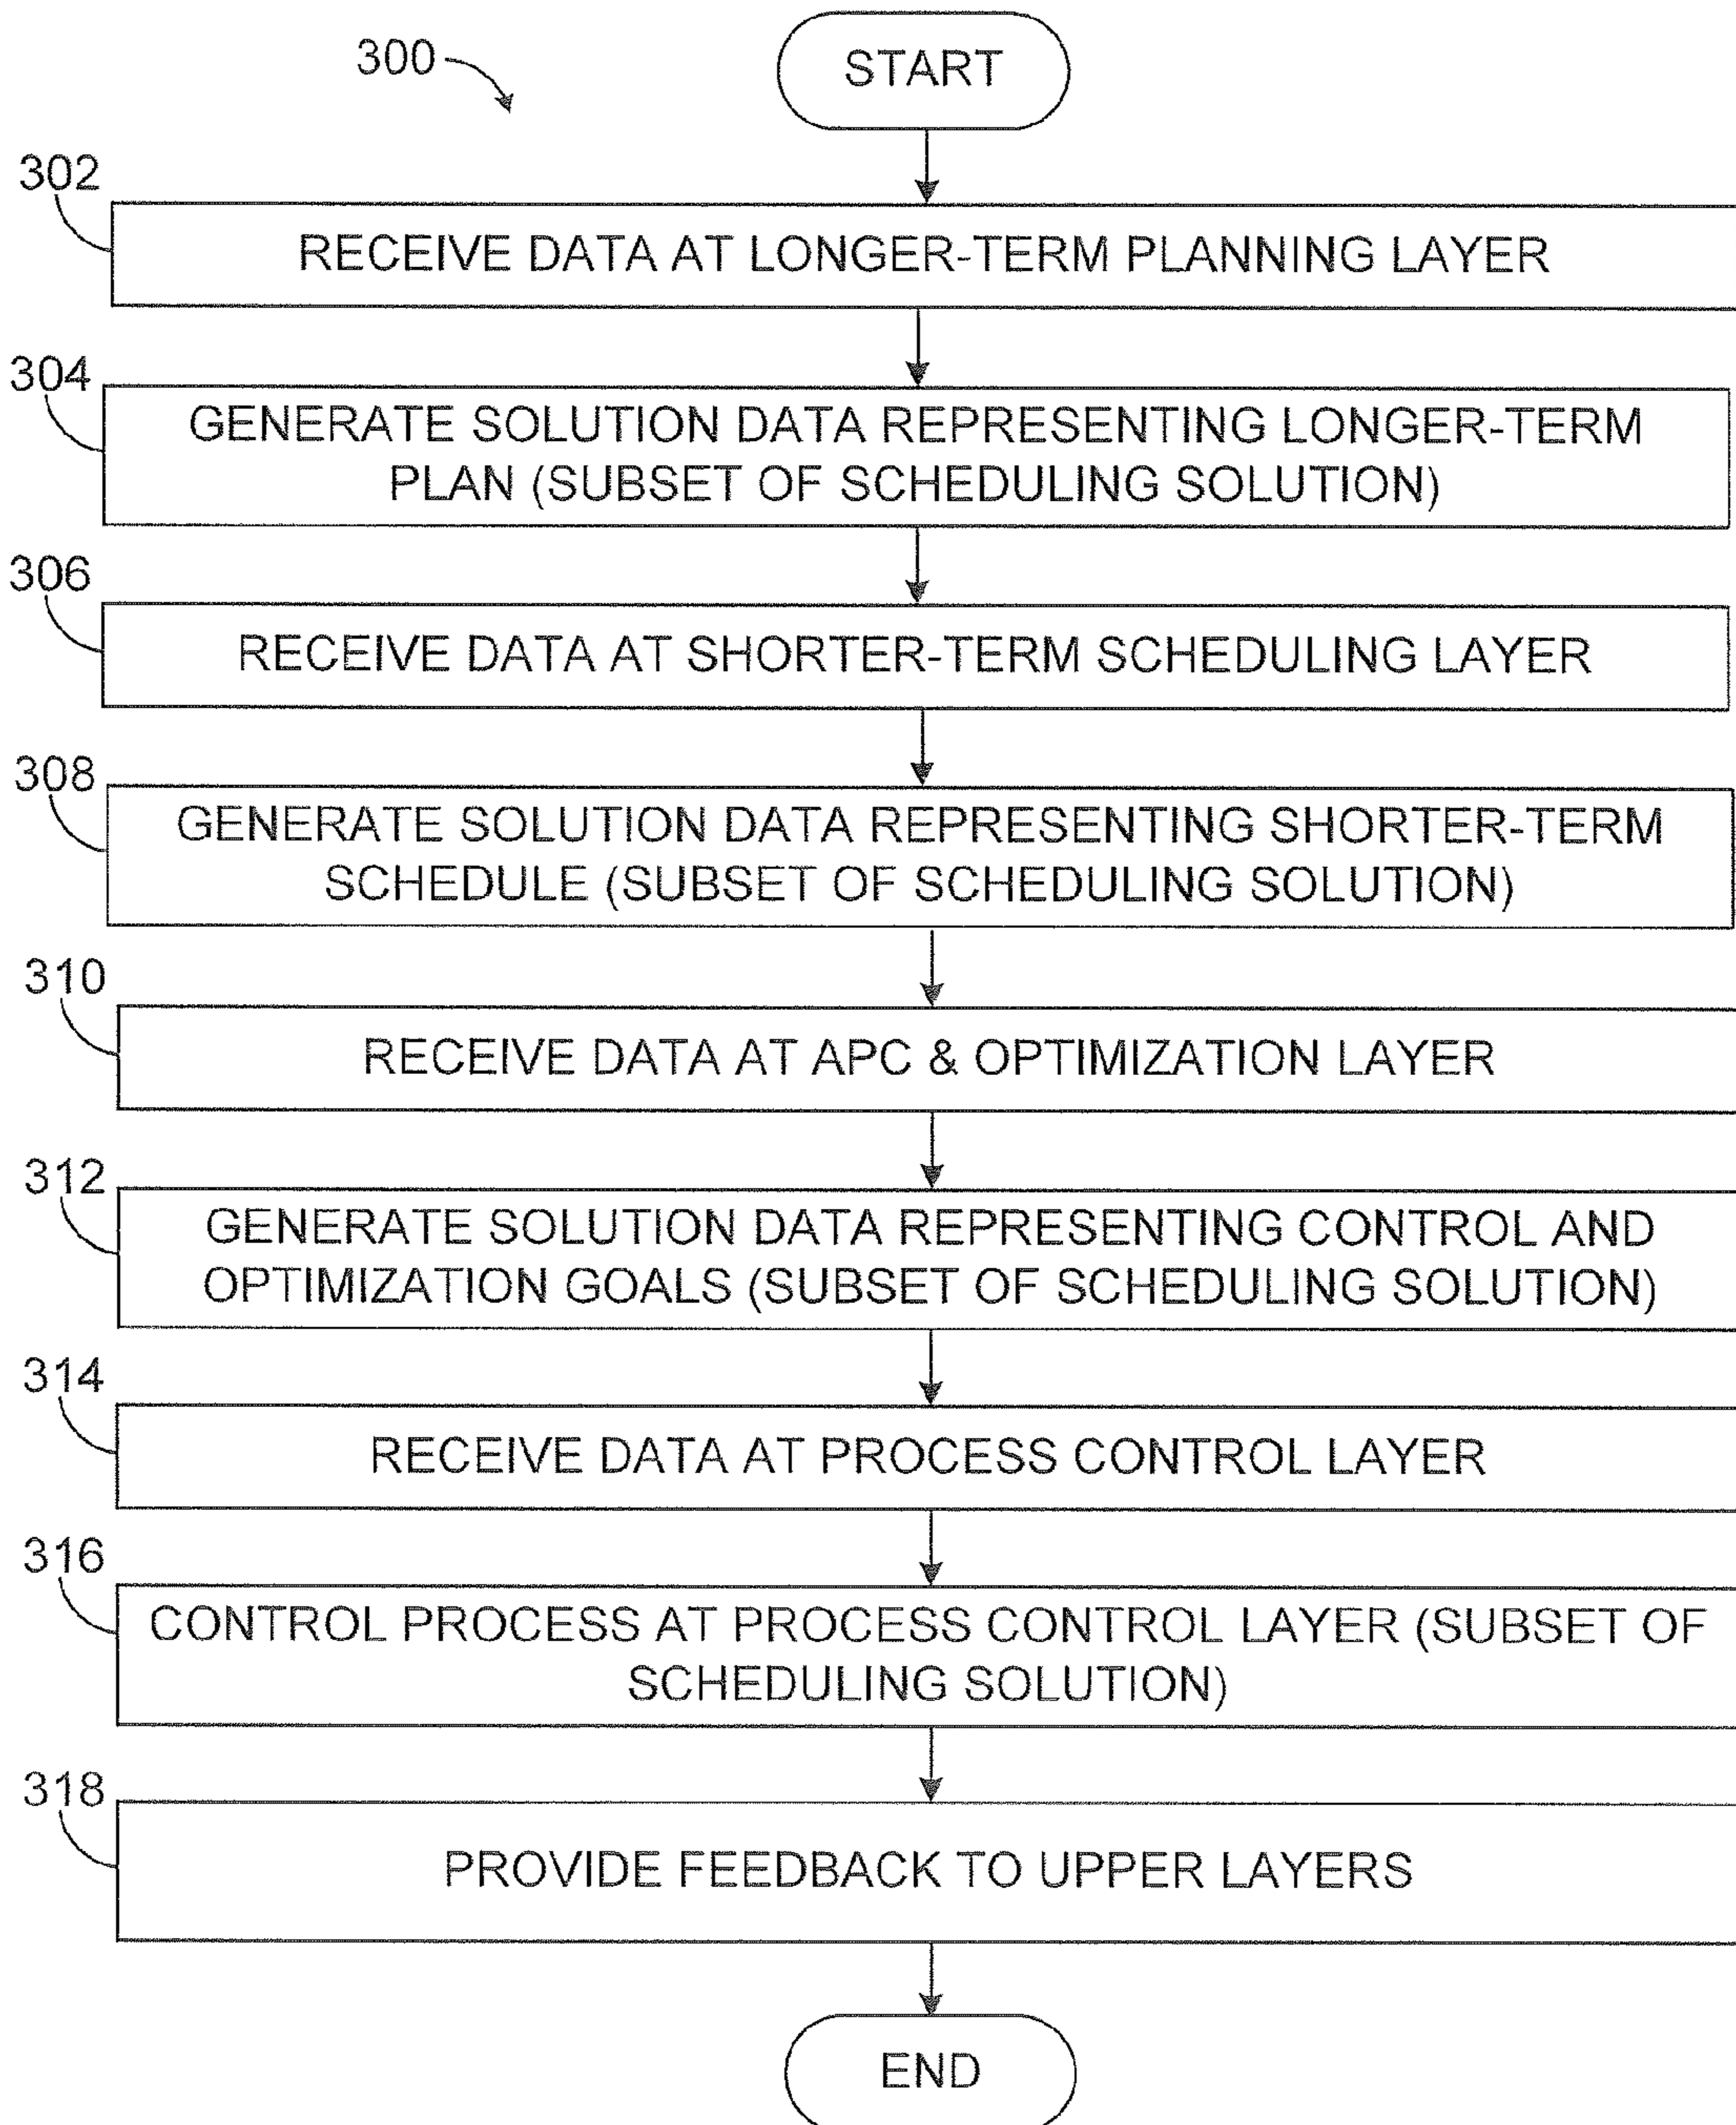 300
START
302
RECEIVE DATA AT LONGER-TERM PLANNING LAYER
304
GENERATE SOLUTION DATA REPRESENTING LONGER-TERM
PLAN (SUBSET OF SCHEDULING SOLUTION)
306
RECEIVE DATA AT SHORTER-TERM SCHEDULING LAYER
308
GENERATE SOLUTION DATA REPRESENTING SHORTER-TERM
SCHEDULE (SUBSET OF SCHEDULING SOLUTION)
310
RECEIVE DATA AT APC & OPTIMIZATION LAYER
312
GENERATE SOLUTION DATA REPRESENTING CONTROL AND
OPTIMIZATION GOALS (SUBSET OF SCHEDULING SOLUTION)
314
RECEIVE DATA AT PROCESS CONTROL LAYER
316
CONTROL PROCESS AT PROCESS CONTROL LAYER (SUBSET OF
SCHEDULING SOLUTION)
318
PROVIDE FEEDBACK TO UPPER LAYERS
END